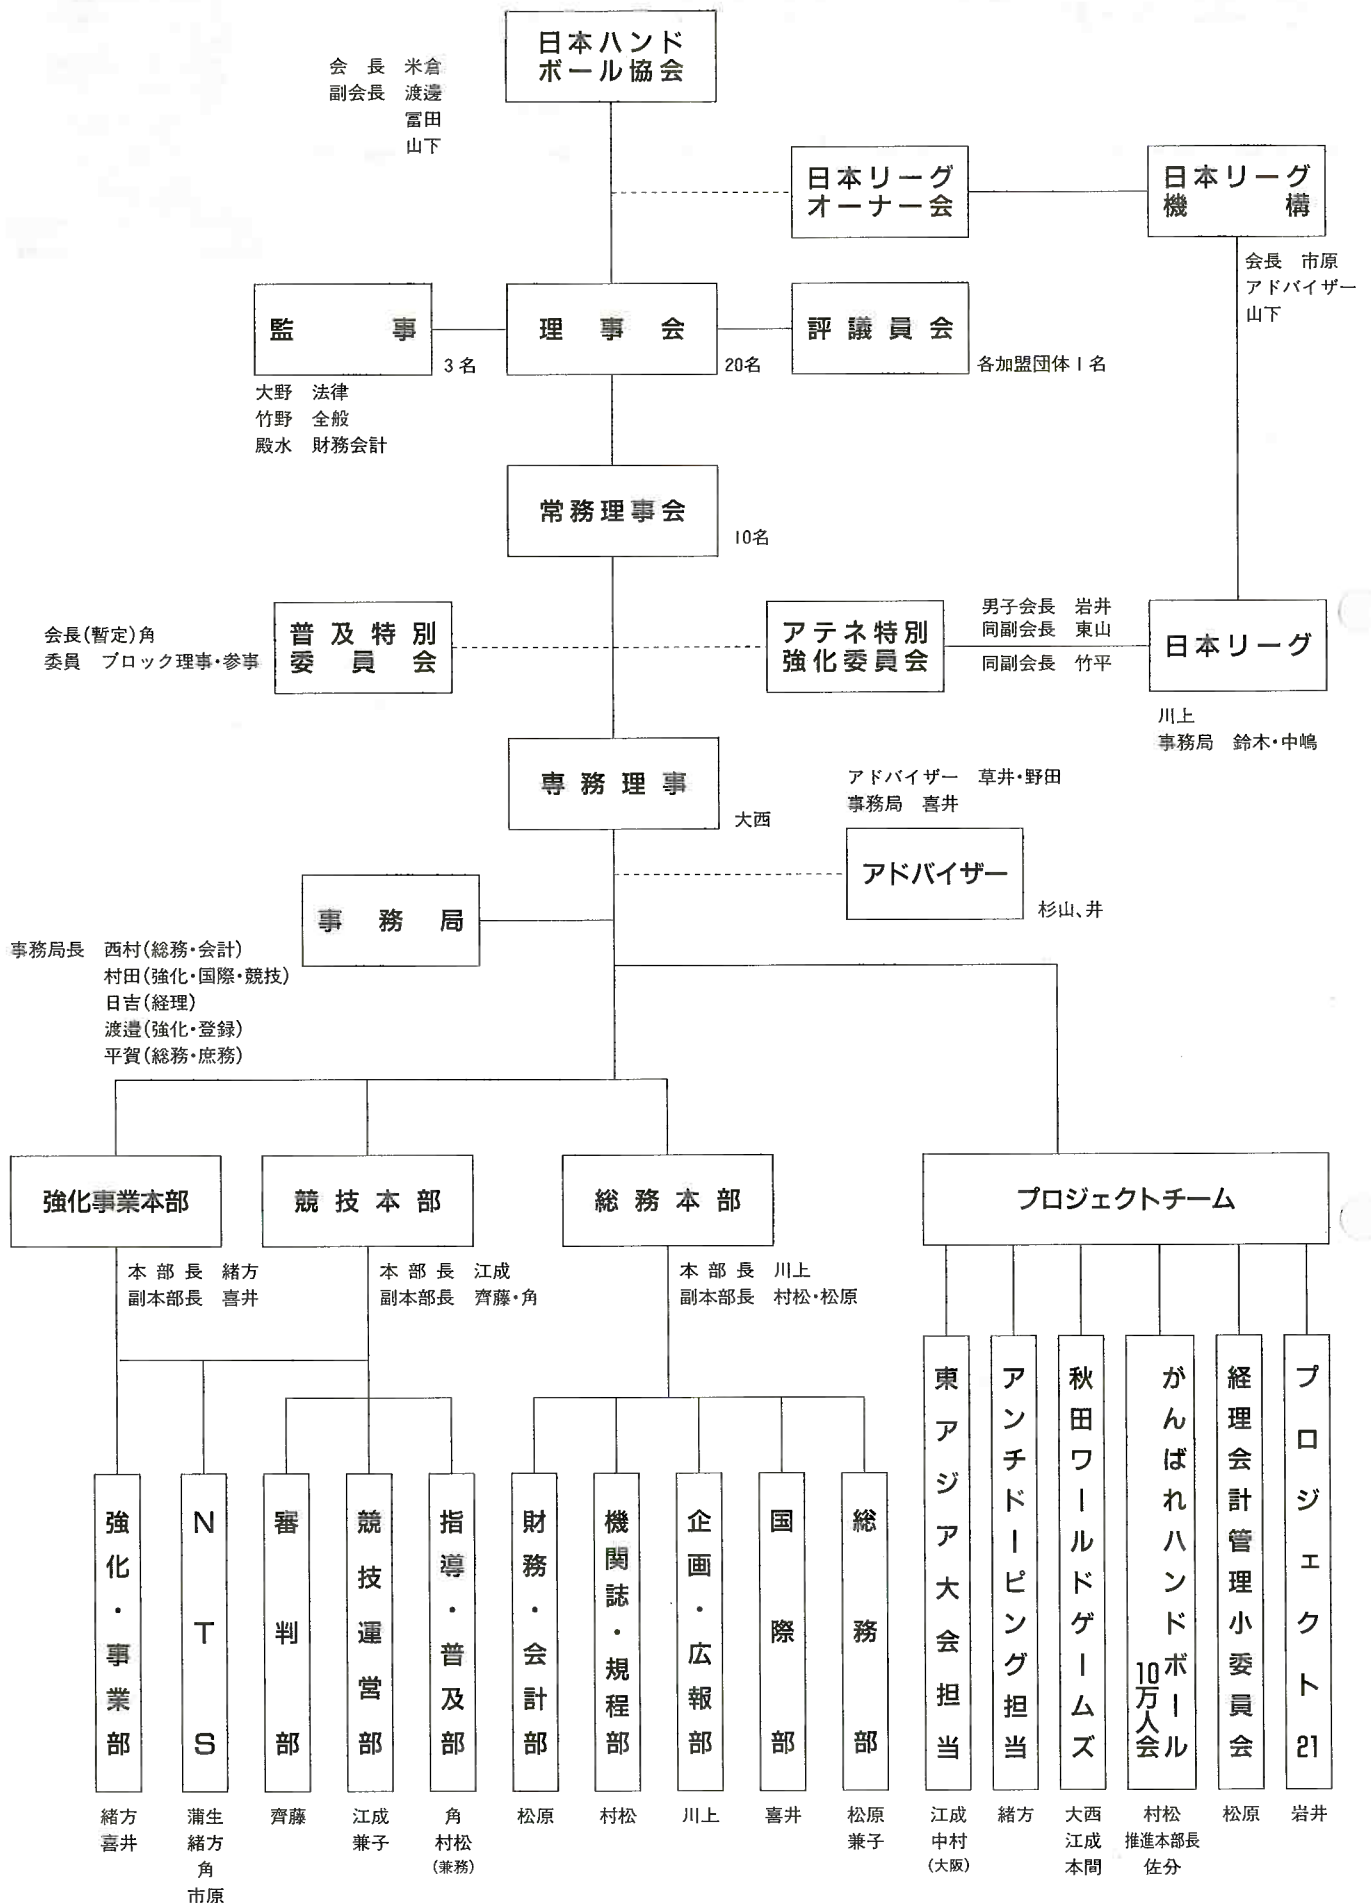 日本ハンド
ボール協会
会　長　米倉
副会長　渡邊
冨田
山下
日本リーグ
オーナー会
日本リーグ
機構
会長　市原
アドバイザー
山下
監事
3名
大野　法律
竹野　全般
殿水　財務会計
理事会
20名
評議員会
各加盟団体1名
常務理事会
10名
会長(暫定)角
委員　ブロック理事・参事
普及特別
委員会
アテネ特別
強化委員会
男子会長　岩井
同副会長　東山
同副会長　竹平
日本リーグ
川上
事務局　鈴木・中嶋
専務理事
大西
アドバイザー　草井・野田
事務局　喜井
アドバイザー
杉山、井
事務局
事務局長　西村(総務・会計)
村田(強化・国際・競技)
日吉(経理)
渡邉(強化・登録)
平賀(総務・庶務)
強化事業本部
本部長　緒方
副本部長　喜井
競技本部
本部長　江成
副本部長　齊藤・角
総務本部
本部長　川上
副本部長　村松・松原
プロジェクトチーム
強化・事業部
緒方
喜井
NTS
蒲生
緒方
角
市原
審判部
齊藤
競技運営部
江成
兼子
指導・普及部
角
村松
(兼務)
財務・会計部
松原
機関誌・規程部
村松
企画・広報部
川上
国際部
喜井
総務部
松原
兼子
東アジア大会担当
江成
中村
(大阪)
アンチドーピング担当
緒方
秋田ワールドゲームズ
大西
江成
本間
がんばれハンドボール
10万人会
村松
推進本部長
佐分
経理会計管理小委員会
松原
プロジェクト21
岩井